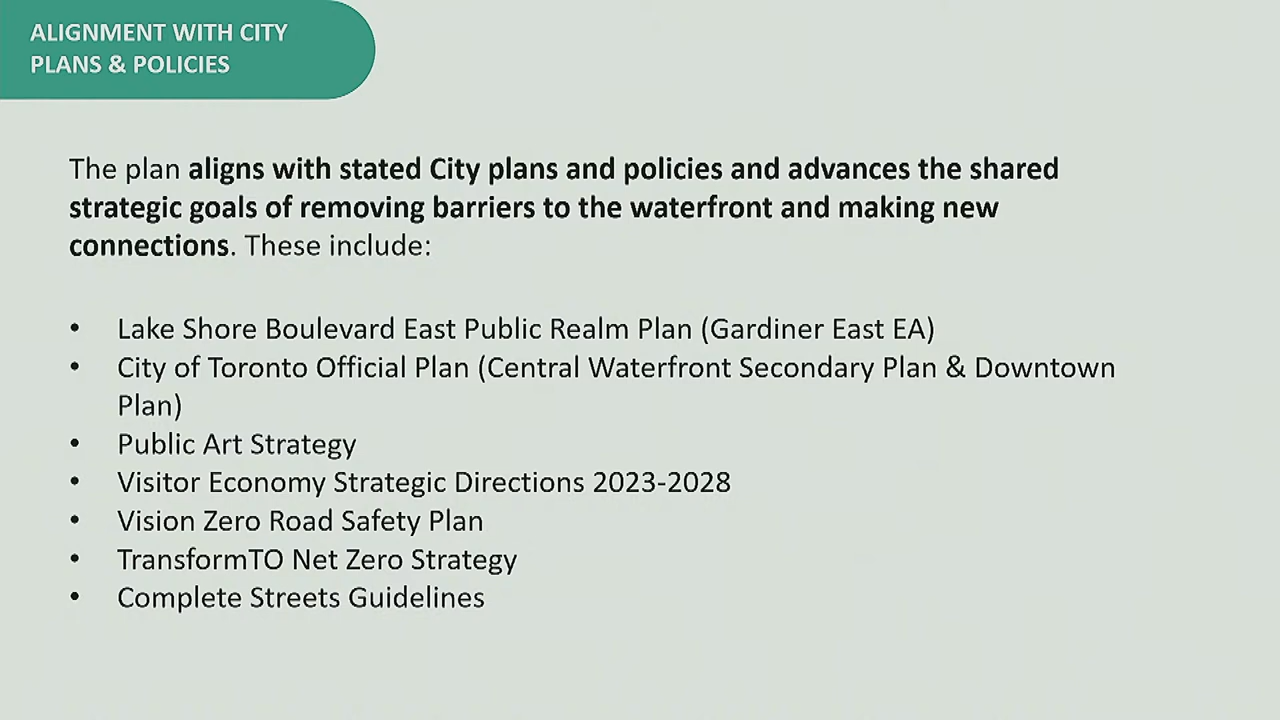 ALIGNMENT WITH CITY
PLANS & POLICIES
The plan aligns with stated City plans and policies and advances the shared
strategic goals of removing barriers to the waterfront and making new
connections. These include:
• Lake Shore Boulevard East Public Realm Plan (Gardiner East EA)
• City of Toronto Official Plan (Central Waterfront Secondary Plan & Downtown
Plan)
• Public Art Strategy
• Visitor Economy Strategic Directions 2023-2028
• Vision Zero Road Safety Plan
• TransformTO Net Zero Strategy
• Complete Streets Guidelines